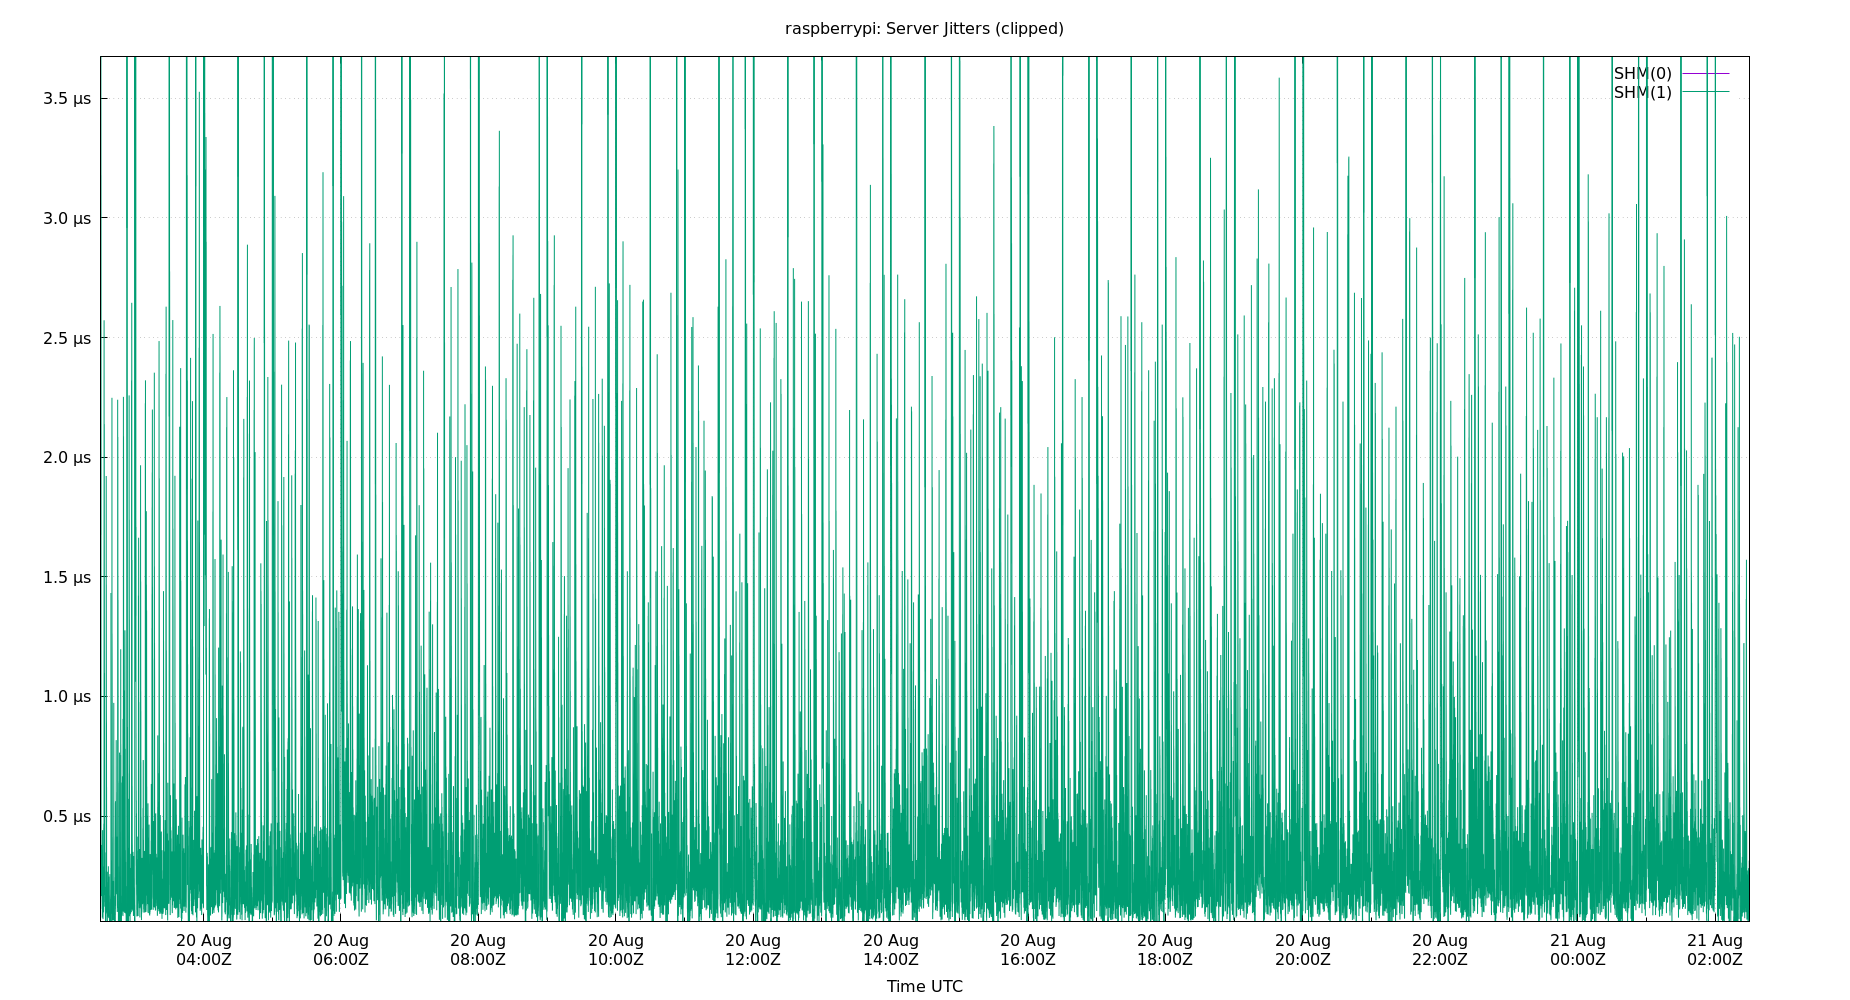 raspberrypi: Server Jitters (clipped)
SHM(0)
SHM(1)
3.5 µs
3.0 µs
2.5 µs
2.0 µs
1.5 µs
1.0 µs
0.5 µs
20 Aug 20 Aug 20 Aug 20 Aug 20 Aug 20 Aug 20 Aug 20 Aug 20 Aug 20 Aug 21 Aug 21 Aug
04:00Z 06:00Z 08:00Z 10:00Z 12:00Z 14:00Z 16:00Z 18:00Z 20:00Z 22:00Z 00:00Z 02:00Z
Time UTC